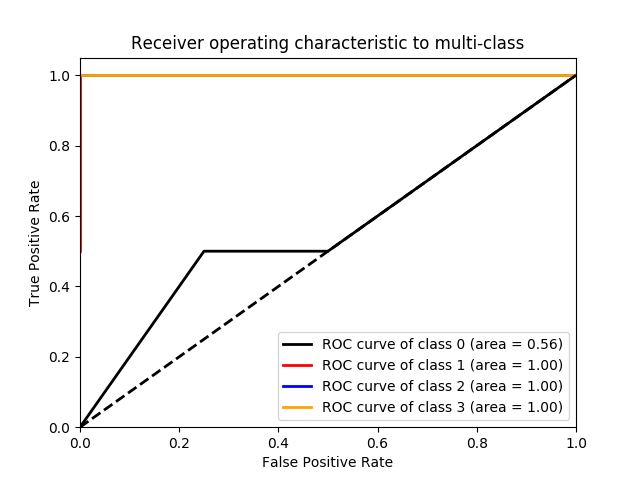 Receiver operating characteristic to multi-class
1.0
0.8
0.6
0.4
0.2
0.0
True Positive Rate
ROC curve of class 0 (area = 0.56)
ROC curve of class 1 (area = 1.00)
ROC curve of class 2 (area = 1.00)
ROC curve of class 3 (area = 1.00)
0.0 0.2 0.4 0.6 0.8 1.0
False Positive Rate